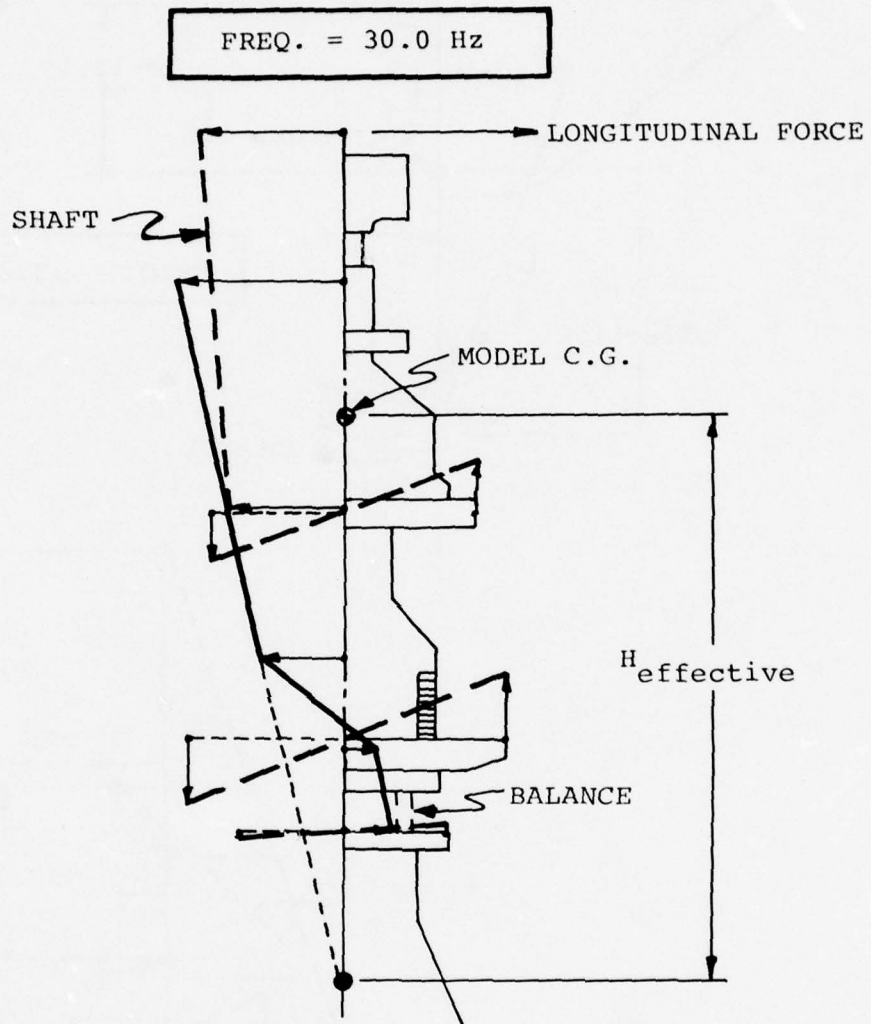 FREQ. = 30.0 Hz
LONGITUDINAL FORCE
SHAFT
MODEL C.G.
Heffective
BALANCE